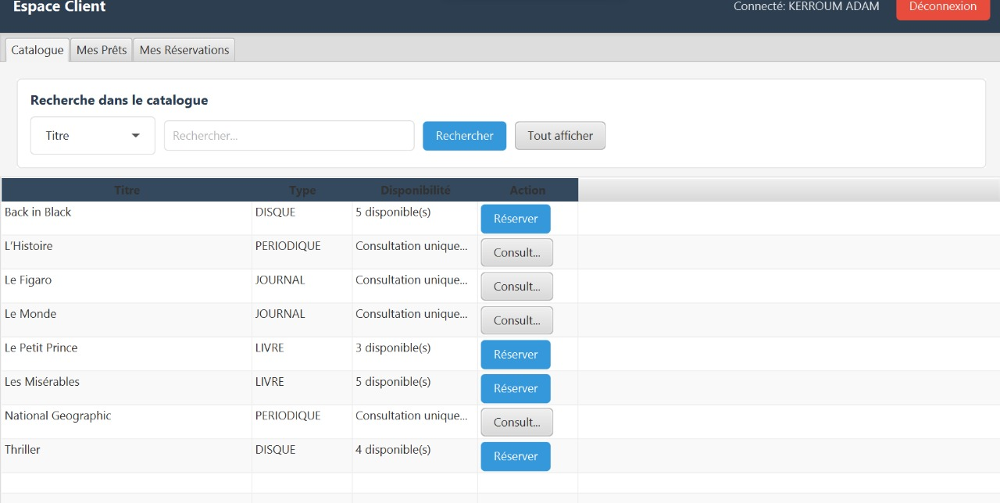 Espace Client
Connecté: KERROUM ADAM
Déconnexion
Catalogue Mes Prêts Mes Réservations
Recherche dans le catalogue
Titre Rechercher... Rechercher Tout afficher
Titre Type Disponibilité Action
Back in Black DISQUE 5 disponible(s) Réserver
L'Histoire PERIODIQUE Consultation unique... Consult...
Le Figaro JOURNAL Consultation unique... Consult...
Le Monde JOURNAL Consultation unique... Consult...
Le Petit Prince LIVRE 3 disponible(s) Réserver
Les Misérables LIVRE 5 disponible(s) Réserver
National Geographic PERIODIQUE Consultation unique... Consult...
Thriller DISQUE 4 disponible(s) Réserver